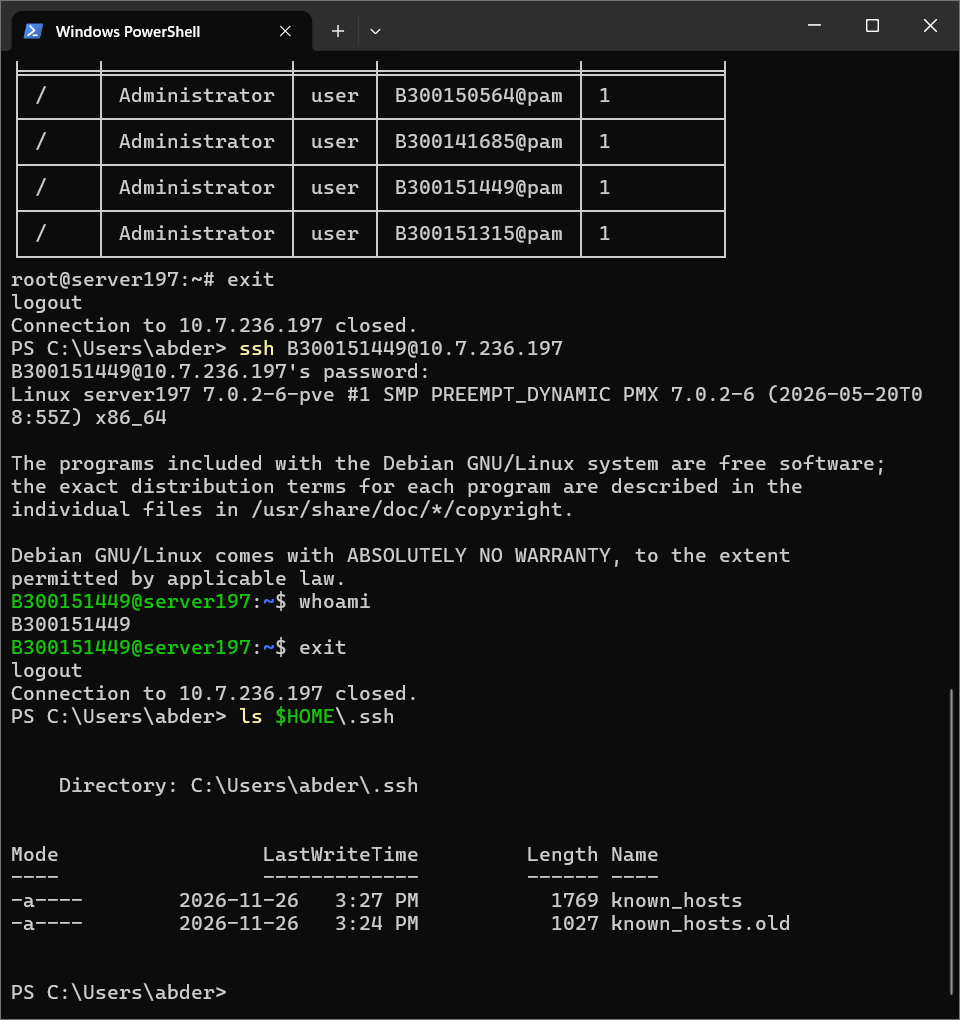 Windows PowerShell
/ Administrator user B300150564@pam 1
/ Administrator user B300141685@pam 1
/ Administrator user B300151449@pam 1
/ Administrator user B300151315@pam 1
root@server197:~# exit
logout
Connection to 10.7.236.197 closed.
PS C:\Users\abder> ssh B300151449@10.7.236.197
B300151449@10.7.236.197's password:
Linux server197 7.0.2-6-pve #1 SMP PREEMPT_DYNAMIC PMX 7.0.2-6 (2026-05-20T0
8:55Z) x86_64
The programs included with the Debian GNU/Linux system are free software;
the exact distribution terms for each program are described in the
individual files in /usr/share/doc/*/copyright.
Debian GNU/Linux comes with ABSOLUTELY NO WARRANTY, to the extent
permitted by applicable law.
B300151449@server197:~$ whoami
B300151449
B300151449@server197:~$ exit
logout
Connection to 10.7.236.197 closed.
PS C:\Users\abder> ls $HOME\.ssh
Directory: C:\Users\abder\.ssh
Mode LastWriteTime Length Name
---- ------------- ------ ----
-a---- 2026-11-26 3:27 PM 1769 known_hosts
-a---- 2026-11-26 3:24 PM 1027 known_hosts.old
PS C:\Users\abder>